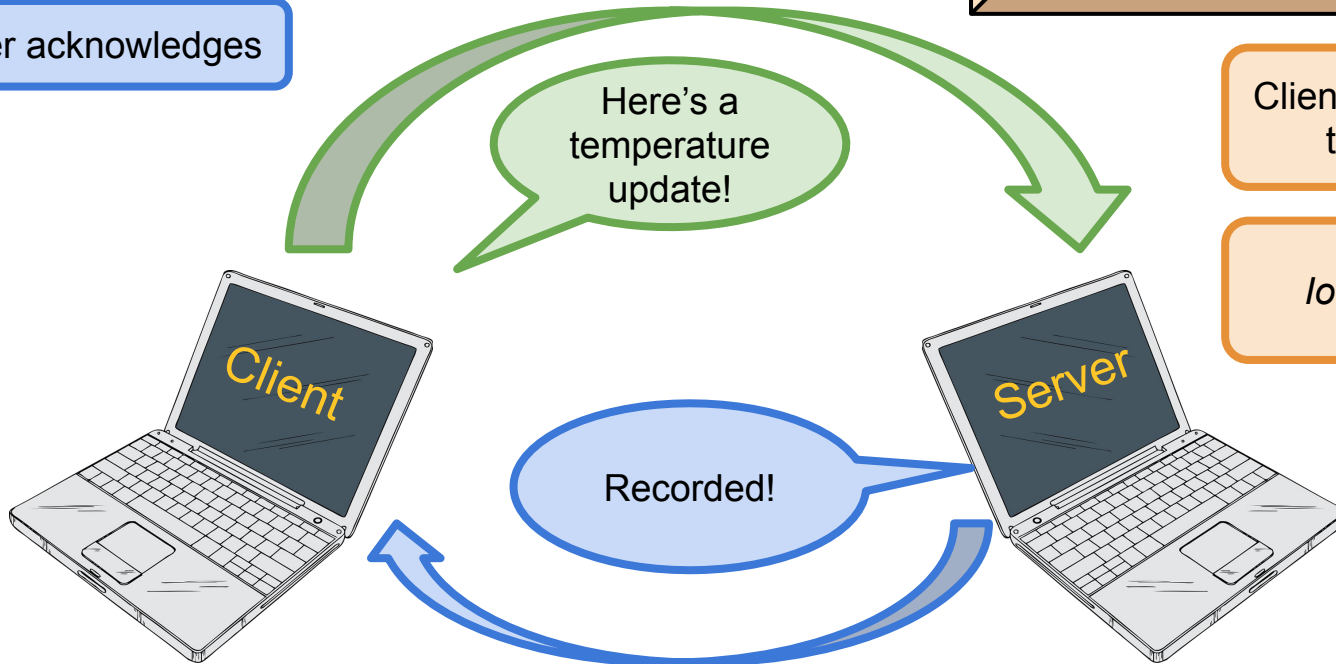 er acknowledges
Here’s a
temperature
update!
Clien
t
lo
Client
Server
Recorded!